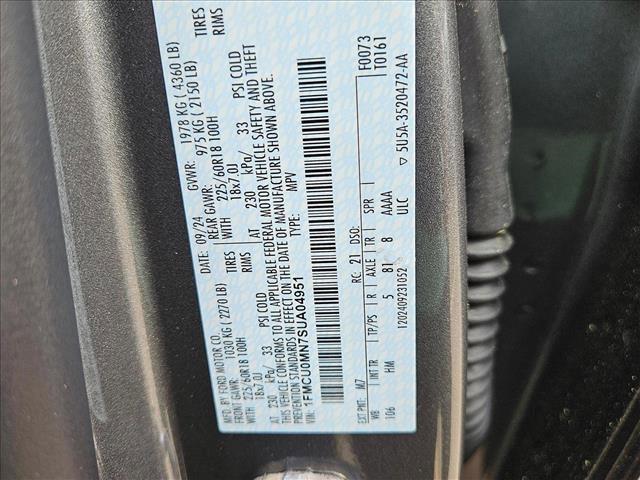 MFD. BY FORD MOTOR CO.
DATE: 09/24 GVWR: 1978 KG ( 4360 LB)
FRONT GAWR: 1030 KG ( 2270 LB) REAR GAWR: 975 KG ( 2150 LB)
WITH 225/60R18 100H TIRES WITH 225/60R18 100H TIRES
18x7.0J RIMS 18x7.0J RIMS
AT 230 kPa/ 33 PSI COLD AT 230 kPa/ 33 PSI COLD
THIS VEHICLE CONFORMS TO ALL APPLICABLE FEDERAL MOTOR VEHICLE SAFETY AND THEFT
PREVENTION STANDARDS IN EFFECT ON THE DATE OF MANUFACTURE SHOWN ABOVE.
VIN: 1FMCU0MN7SUA04951 TYPE: MPV
F0073
T0161
EXT PNT: M7 RC: 21 DSO:
WB INT TR TP/PS R AXLE TR SPR
106 HM 5 81 8 AAAA
ULC
1202409231052 ▽ 5U5A-3520472-AA